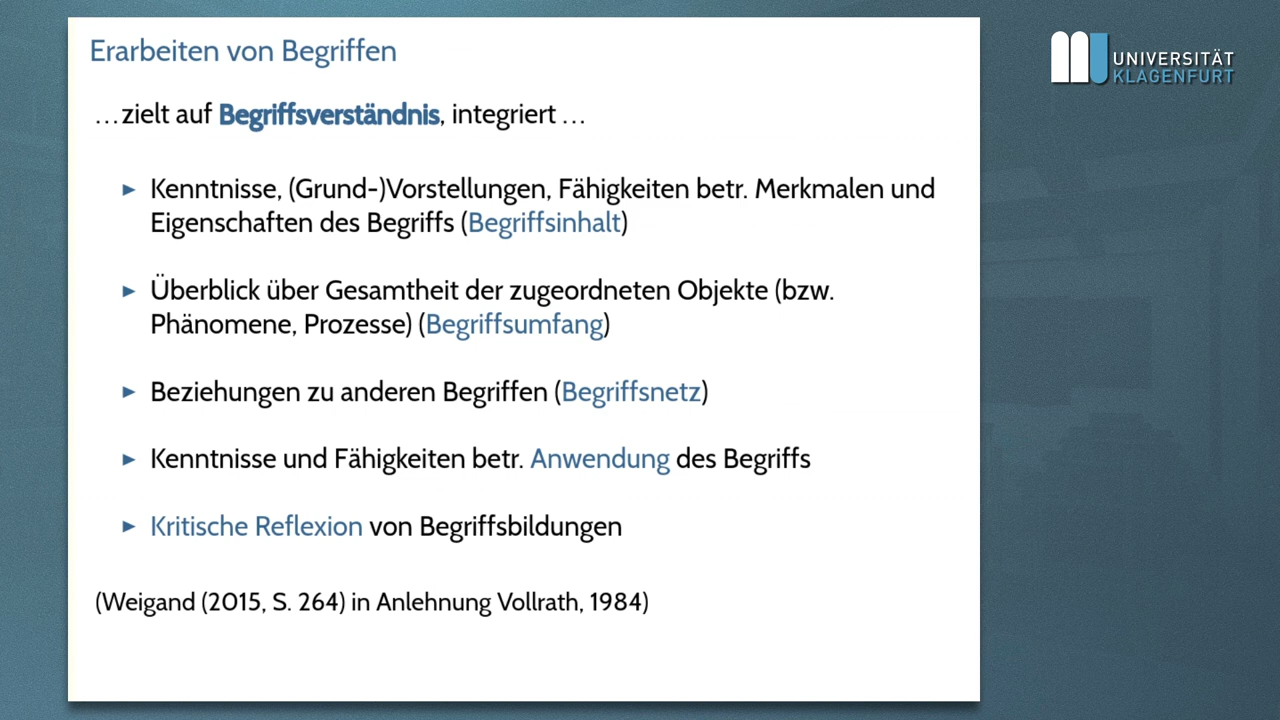 Erarbeiten von Begriffen
…zielt auf Begriffsverständnis, integriert …
► Kenntnisse, (Grund-)Vorstellungen, Fähigkeiten betr. Merkmalen und
Eigenschaften des Begriffs (Begriffsinhalt)
► Überblick über Gesamtheit der zugeordneten Objekte (bzw.
Phänomene, Prozesse) (Begriffsumfang)
► Beziehungen zu anderen Begriffen (Begriffsnetz)
► Kenntnisse und Fähigkeiten betr. Anwendung des Begriffs
► Kritische Reflexion von Begriffsbildungen
(Weigand (2015, S. 264) in Anlehnung Vollrath, 1984)
UNIVERSITÄT
KLAGENFURT